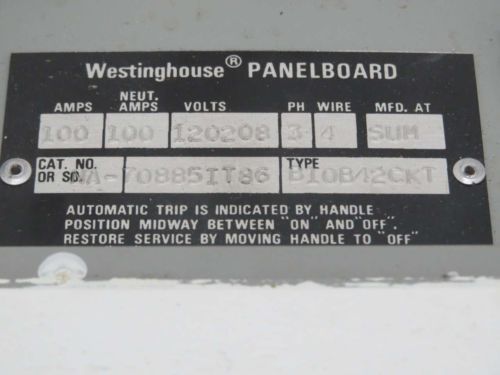 Westinghouse® PANELBOARD
AMPS NEUT. AMPS VOLTS PH WIRE MFD. AT
100 100 120208 3 4 SUM
CAT. NO. OR SO. WA-70885IT86 TYPE B10B42CKT
AUTOMATIC TRIP IS INDICATED BY HANDLE
POSITION MIDWAY BETWEEN "ON" AND "OFF".
RESTORE SERVICE BY MOVING HANDLE TO "OFF"